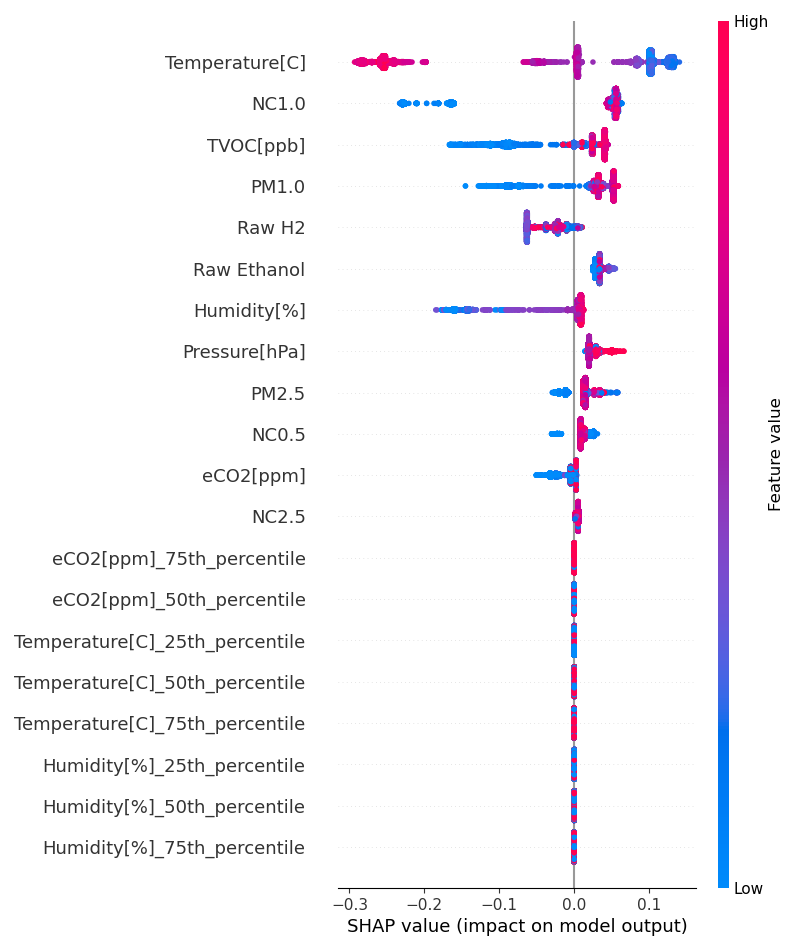 High
Temperature[C]
NC1.0
TVOC[ppb]
PM1.0
Raw H2
Raw Ethanol
Humidity[%]
Pressure[hPa]
PM2.5
NC0.5
eCO2[ppm]
NC2.5
eCO2[ppm]_75th_percentile
eCO2[ppm]_50th_percentile
Temperature[C]_25th_percentile
Temperature[C]_50th_percentile
Temperature[C]_75th_percentile
Humidity[%]_25th_percentile
Humidity[%]_50th_percentile
Humidity[%]_75th_percentile
Feature value
Low
−0.3 −0.2 −0.1 0.0 0.1
SHAP value (impact on model output)